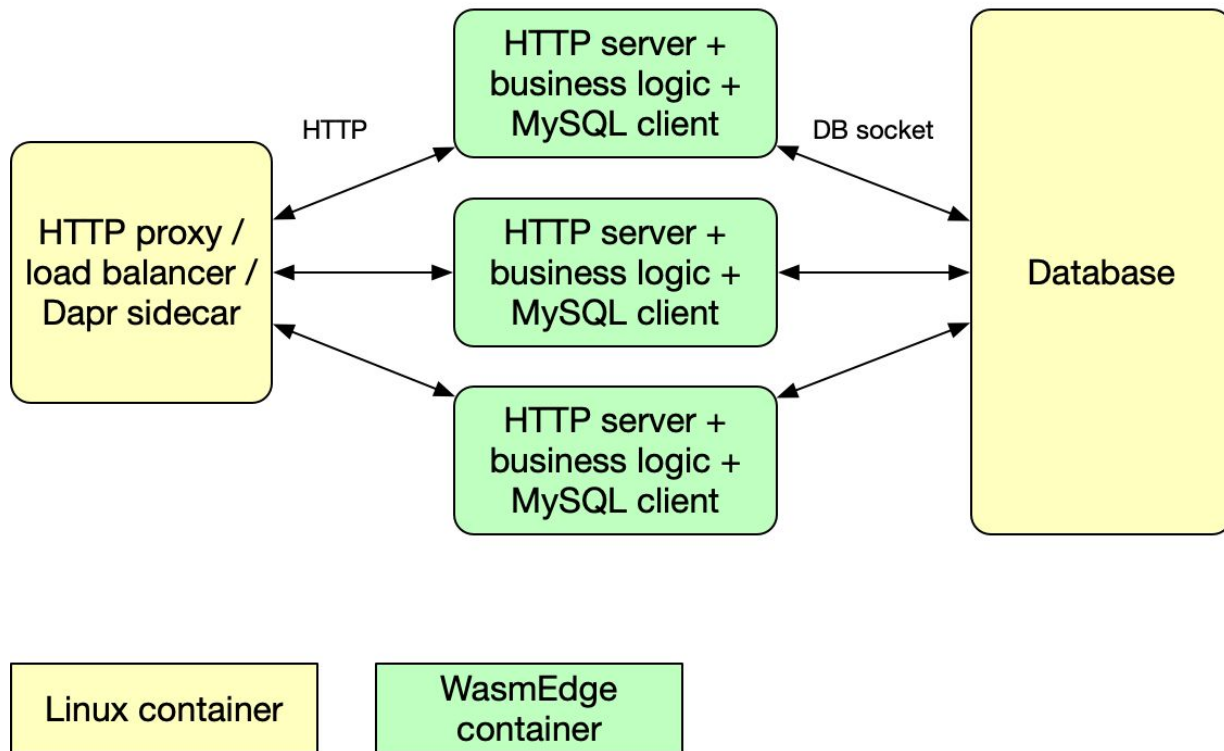 HTTP server +
business logic +
MySQL client
HTTP
DB socket
HTTP proxy /
load balancer /
Dapr sidecar
HTTP server +
business logic +
MySQL client
Database
HTTP server +
business logic +
MySQL client
Linux container
WasmEdge
container